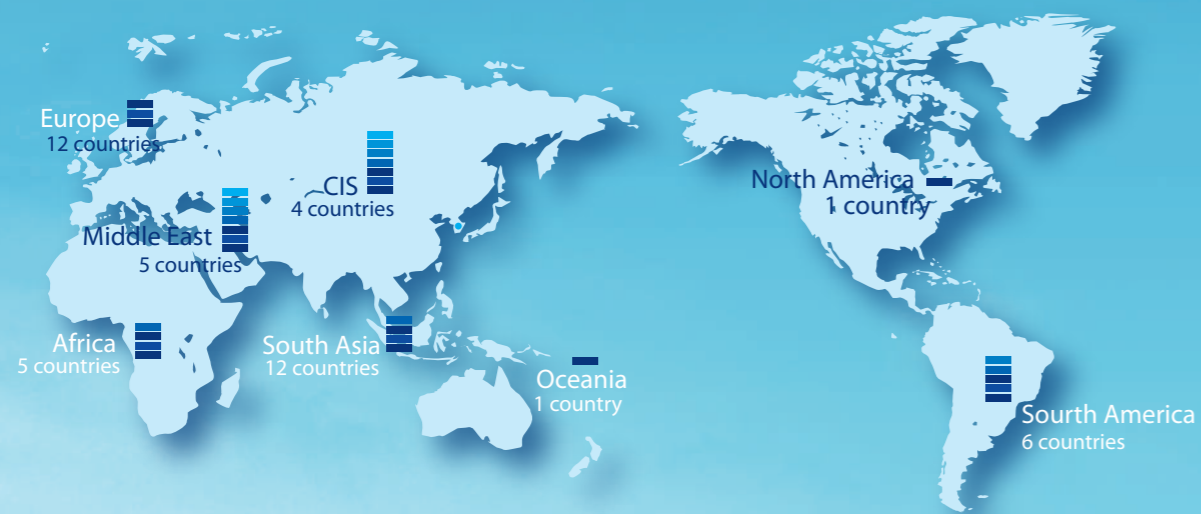 Europe
12 countries
CIS
4 countries
North America
1 country
Middle East
5 countries
Africa
5 countries
South Asia
12 countries
Oceania
1 country
Sourth America
6 countries